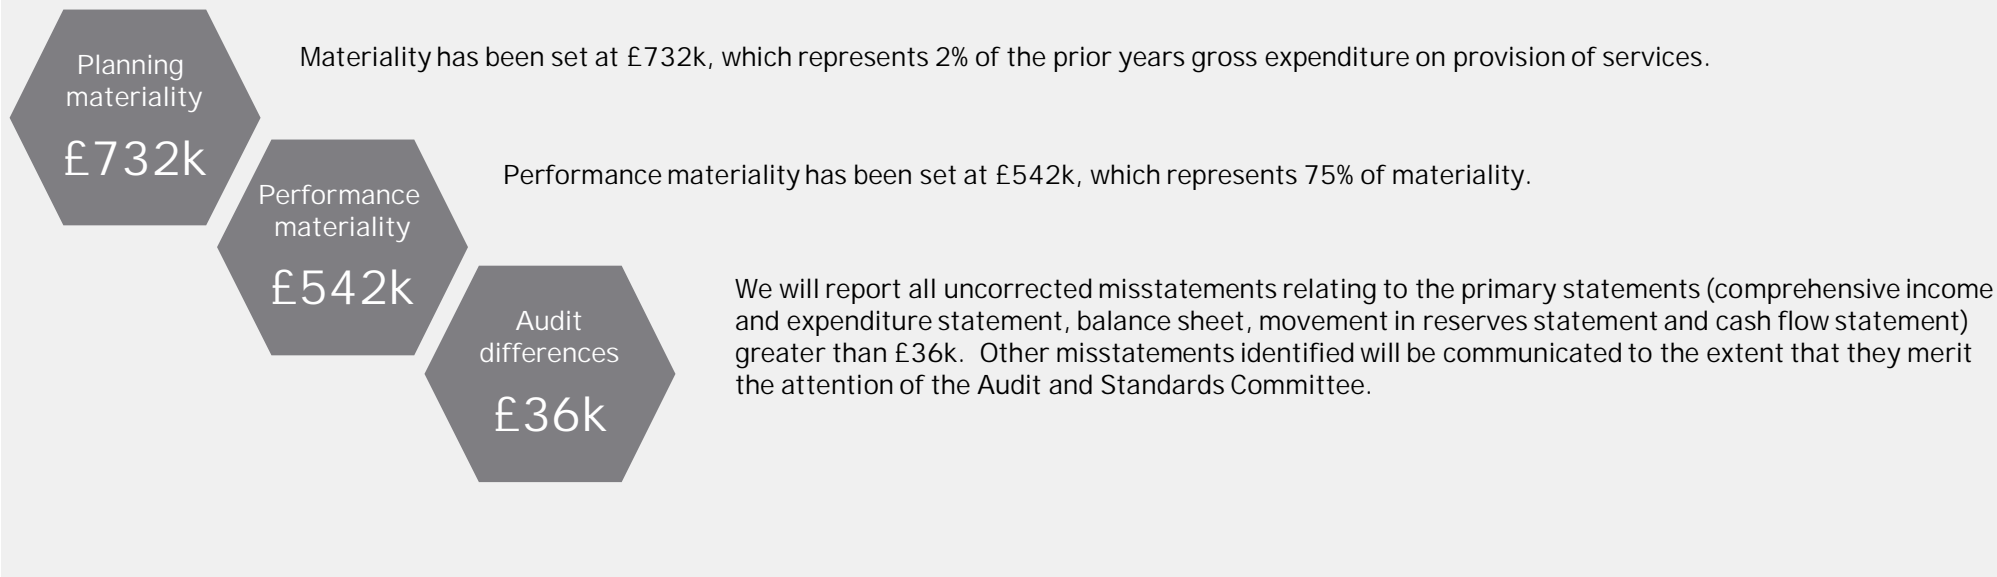 Planning
materiality
£732k
Materiality has been set at £732k, which represents 2% of the prior years gross expenditure on provision of services.
Performance
materiality
£542k
Performance materiality has been set at £542k, which represents 75% of materiality.
Audit
differences
£36k
We will report all uncorrected misstatements relating to the primary statements (comprehensive income
and expenditure statement, balance sheet, movement in reserves statement and cash flow statement)
greater than £36k.  Other misstatements identified will be communicated to the extent that they merit
the attention of the Audit and Standards Committee.